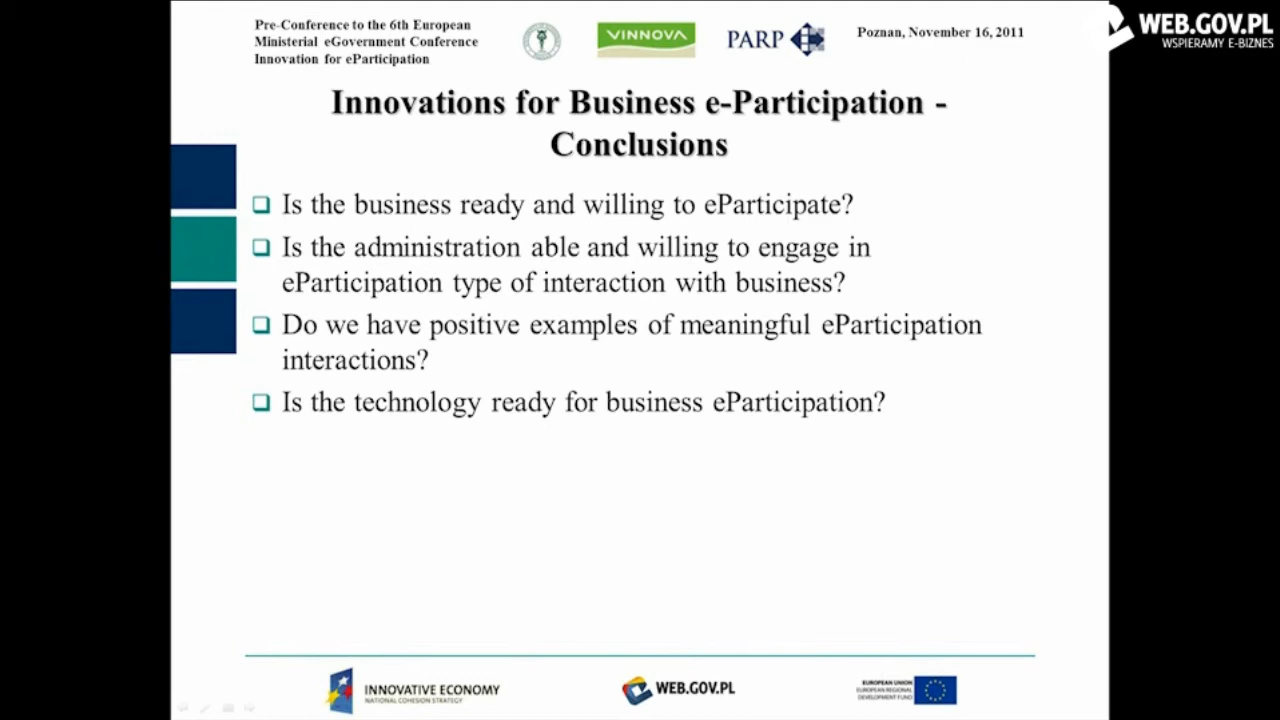 Pre-Conference to the 6th European
Ministerial eGovernment Conference
Innovation for eParticipation
VINNOVA
PARP
Poznan, November 16, 2011
WEB.GOV.PL
WSPIERAMY E-BIZNES
Innovations for Business e-Participation -
Conclusions
Is the business ready and willing to eParticipate?
Is the administration able and willing to engage in
eParticipation type of interaction with business?
Do we have positive examples of meaningful eParticipation
interactions?
Is the technology ready for business eParticipation?
INNOVATIVE ECONOMY
NATIONAL COHESION STRATEGY
WEB.GOV.PL
EUROPEAN UNION
EUROPEAN REGIONAL
DEVELOPMENT FUND